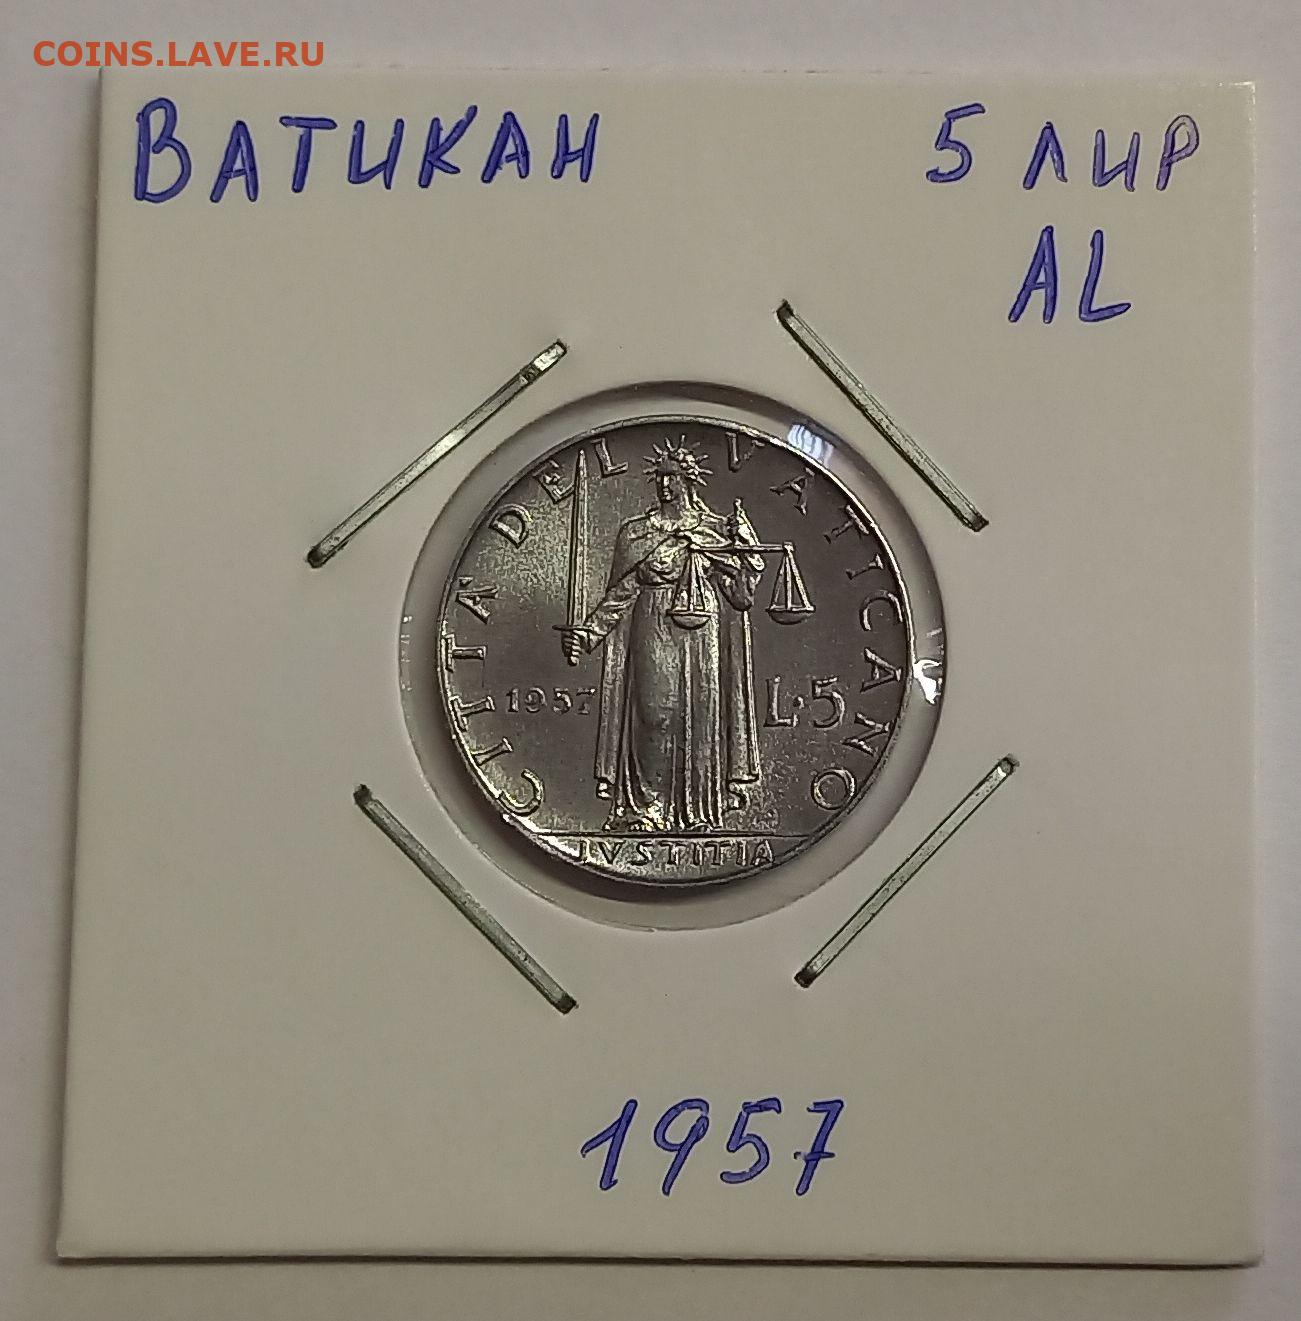 COINS.LAVE.RU
ВАТИКАН
5 ЛИР
AL
CITTA' DEL VATICANO
1957
L.5
S
IVSTITIA
1957